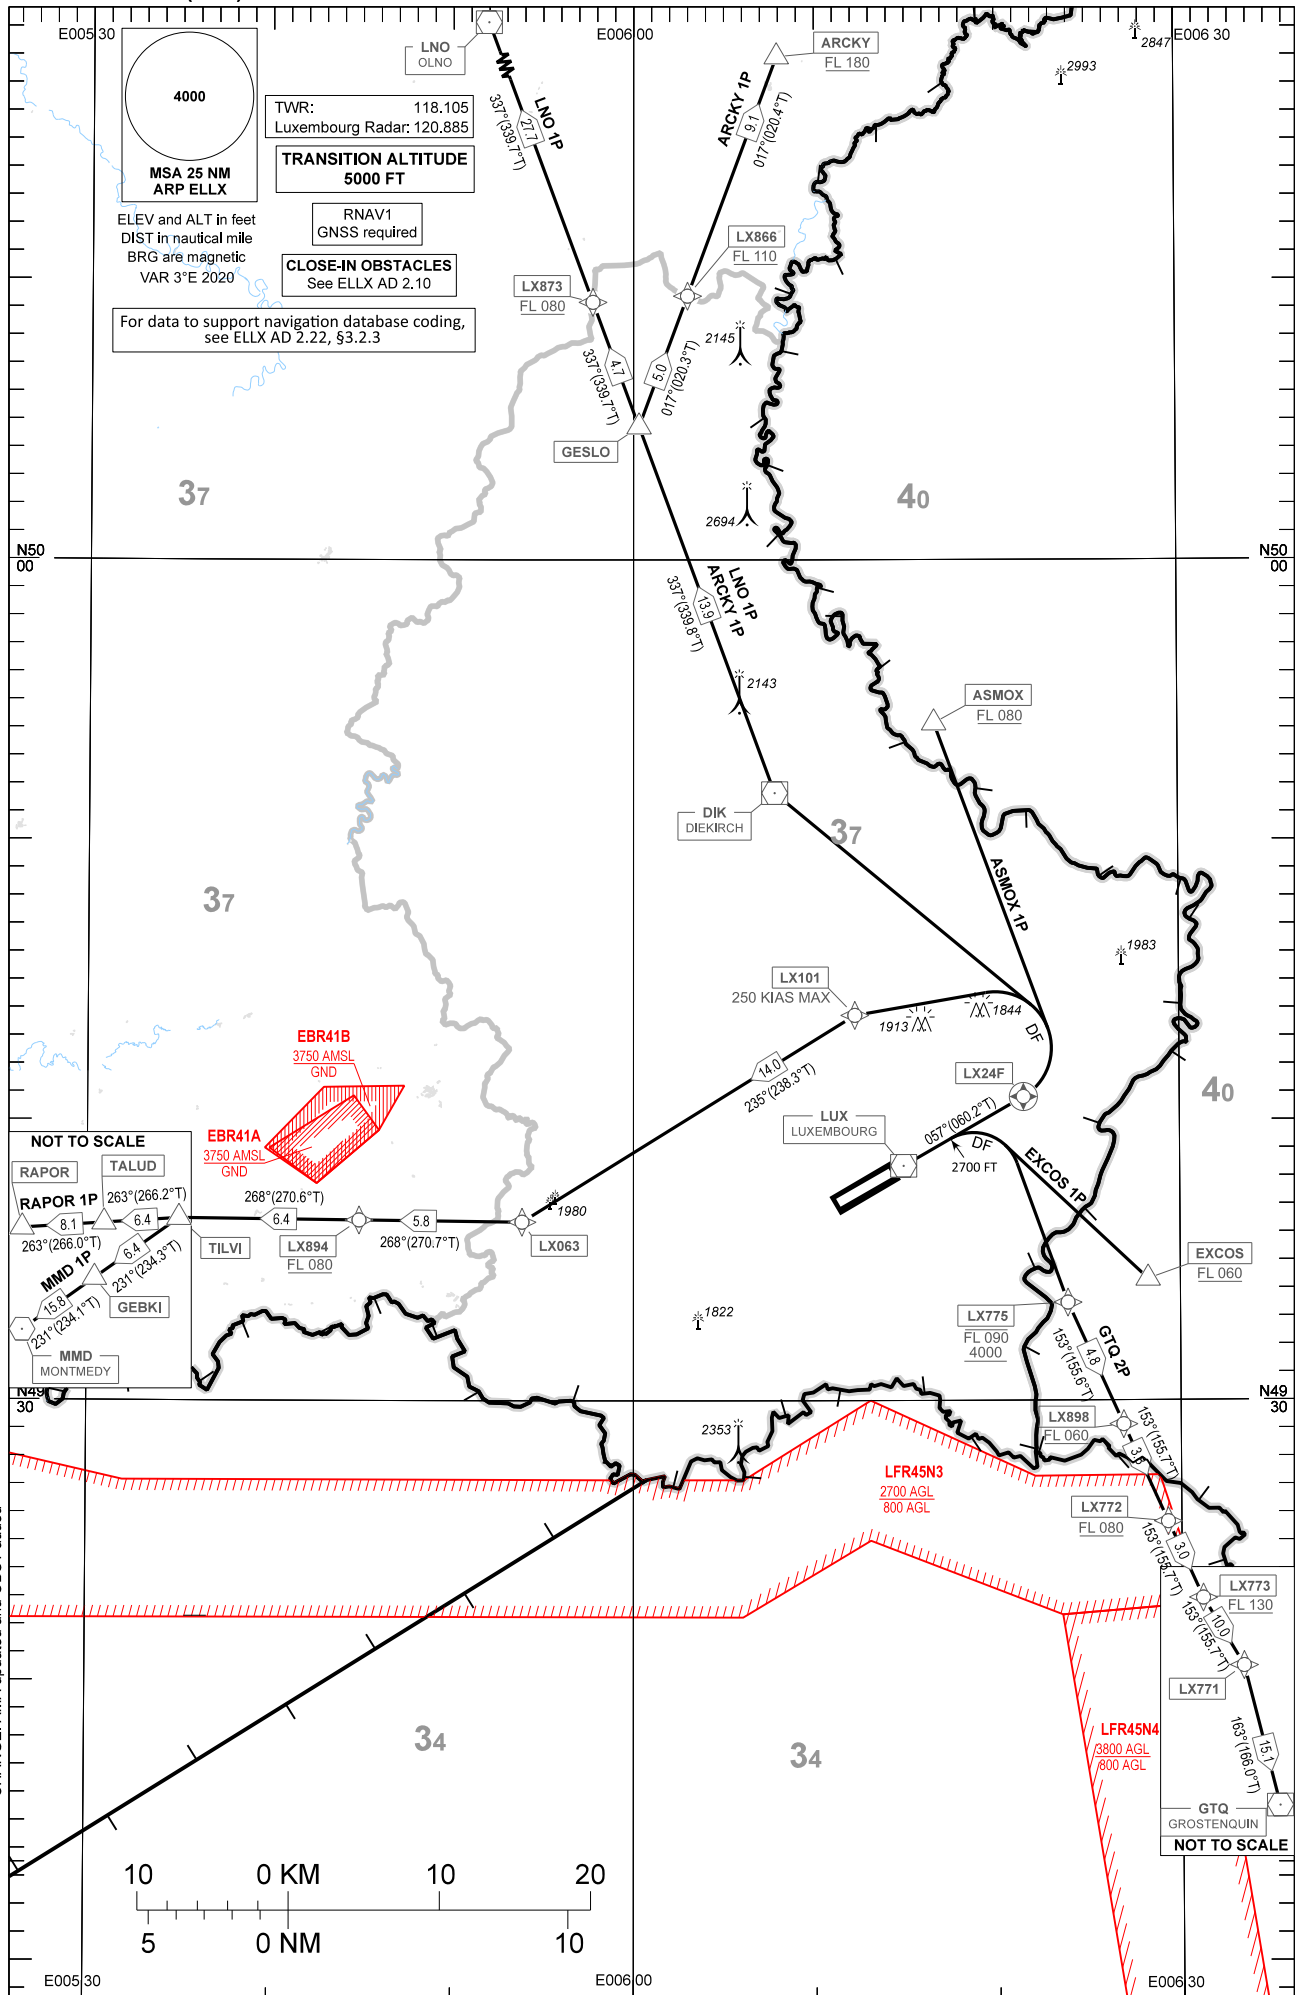 E005 30
E006 00
E006 30
4000
MSA 25 NM
ARP ELLX
ELEV and ALT in feet
DIST in nautical mile
BRG are magnetic
VAR 3°E 2020
TWR: 118.105
Luxembourg Radar: 120.885
TRANSITION ALTITUDE
5000 FT
RNAV1
GNSS required
CLOSE-IN OBSTACLES
See ELLX AD 2.10
For data to support navigation database coding,
see ELLX AD 2.22, §3.2.3
LNO
OLNO
LNO 1P
27.7
337°(339.7°T)
ARCKY
FL 180
ARCKY 1P
9.1
017°(020.4°T)
2847
2993
LX866
FL 110
LX873
FL 080
4.7
337°(339.7°T)
5.0
017°(020.3°T)
2145
GESLO
37
40
2694
N50
00
N50
00
LNO 1P
ARCKY 1P
13.9
337°(339.8°T)
2143
ASMOX
FL 080
DIK
DIEKIRCH
37
ASMOX 1P
37
1983
LX101
250 KIAS MAX
1913
1844
DF
14.0
235°(238.3°T)
LX24F
40
EBR41B
3750 AMSL
GND
EBR41A
3750 AMSL
GND
LUX
LUXEMBOURG
057°(060.2°T)
DF
2700 FT
EXCOS 1P
NOT TO SCALE
RAPOR
TALUD
RAPOR 1P
263°(266.2°T)
268°(270.6°T)
8.1
6.4
6.4
5.8
263°(266.0°T)
268°(270.7°T)
TILVI
LX894
FL 080
LX063
1980
MMD 1P
6.4
231°(234.3°T)
GEBKI
15.8
231°(234.1°T)
MMD
MONTMEDY
EXCOS
FL 060
1822
LX775
FL 090
4000
GTQ 2P
4.8
153°(155.6°T)
N49
30
N49
30
LX898
FL 060
153°(155.7°T)
2353
LFR45N3
2700 AGL
800 AGL
LX772
FL 080
3.0
153°(155.7°T)
LX773
FL 130
10.0
153°(155.7°T)
LX771
34
34
LFR45N4
3800 AGL
800 AGL
15.1
163°(166.0°T)
GTQ
GROSTENQUIN
NOT TO SCALE
10 0 KM 10 20
5 0 NM 10
E005 30
E006 00
E006 30